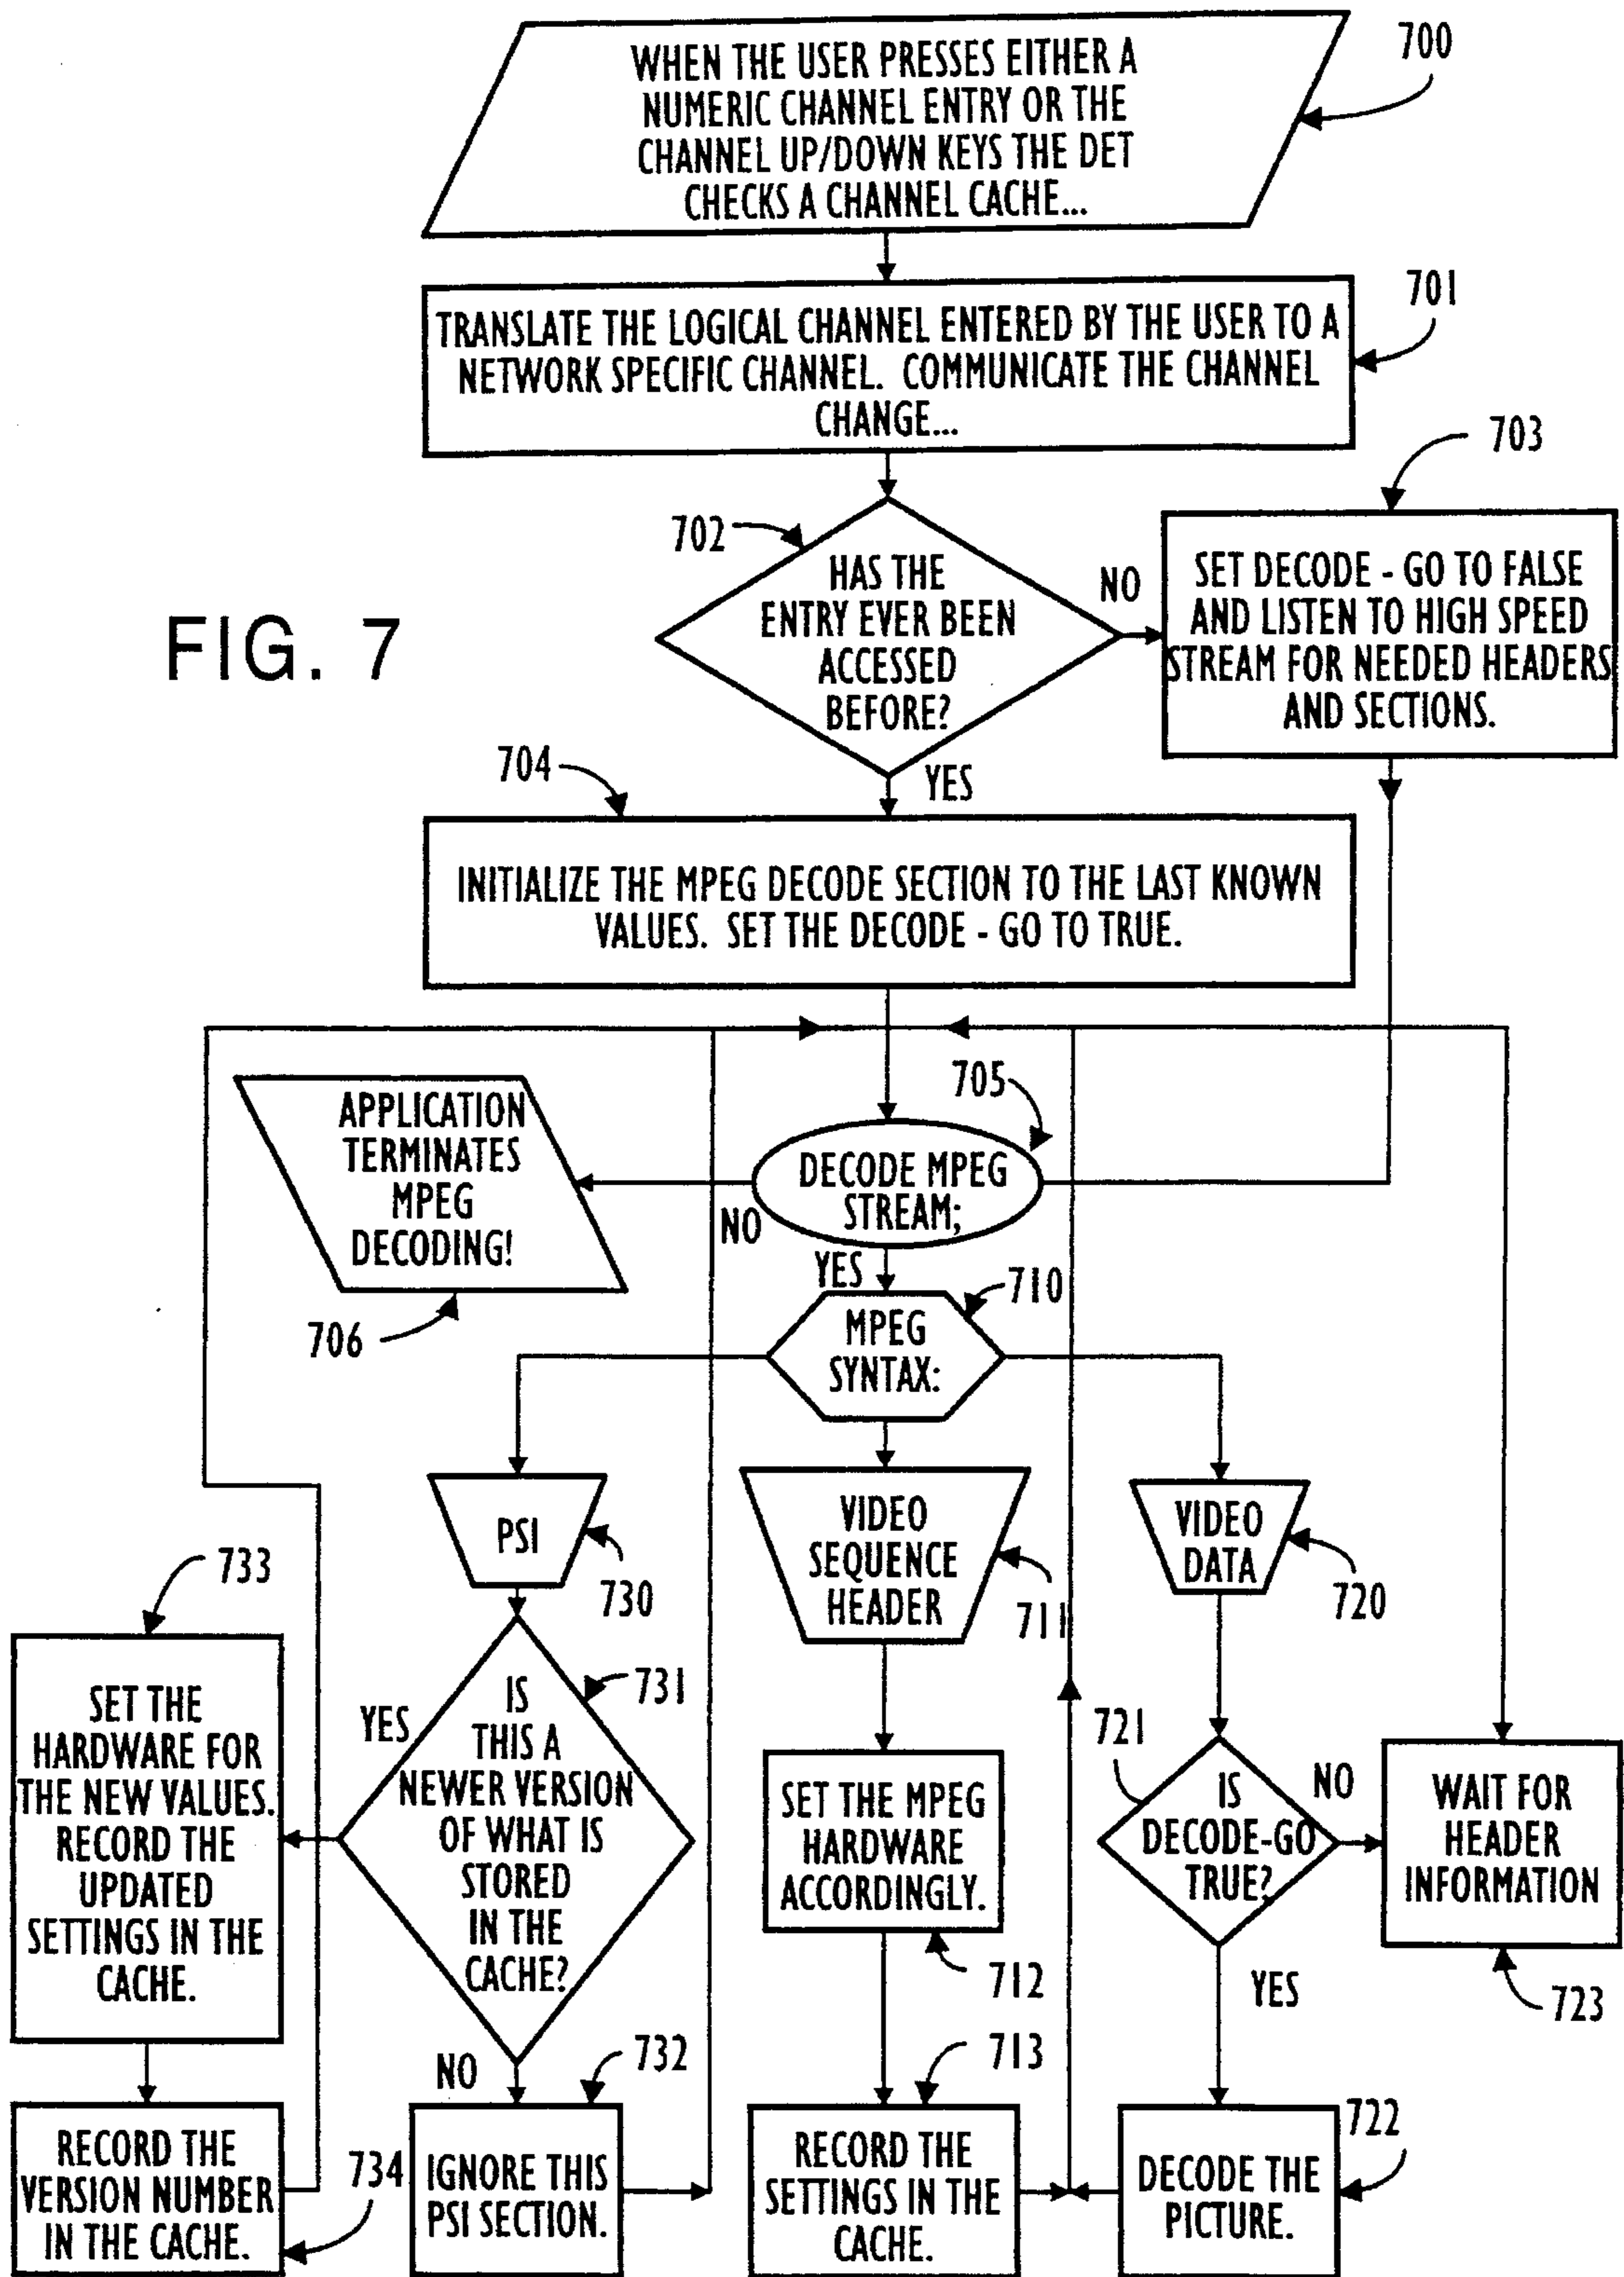 WHEN THE USER PRESSES EITHER A
NUMERIC CHANNEL ENTRY OR THE
CHANNEL UP/DOWN KEYS THE DET
CHECKS A CHANNEL CACHE...
700
TRANSLATE THE LOGICAL CHANNEL ENTERED BY THE USER TO A
NETWORK SPECIFIC CHANNEL. COMMUNICATE THE CHANNEL
CHANGE...
701
702
HAS THE
ENTRY EVER BEEN
ACCESSED
BEFORE?
NO
YES
703
SET DECODE - GO TO FALSE
AND LISTEN TO HIGH SPEED
STREAM FOR NEEDED HEADERS
AND SECTIONS.
FIG. 7
704
INITIALIZE THE MPEG DECODE SECTION TO THE LAST KNOWN
VALUES. SET THE DECODE - GO TO TRUE.
705
DECODE MPEG
STREAM;
NO
YES
APPLICATION
TERMINATES
MPEG
DECODING!
706
710
MPEG
SYNTAX:
PSI
730
VIDEO
SEQUENCE
HEADER
711
VIDEO
DATA
720
733
SET THE
HARDWARE FOR
THE NEW VALUES.
RECORD THE
UPDATED
SETTINGS IN THE
CACHE.
YES
731
IS
THIS A
NEWER VERSION
OF WHAT IS
STORED
IN THE
CACHE?
NO
SET THE MPEG
HARDWARE
ACCORDINGLY.
712
721
IS
DECODE-GO
TRUE?
NO
YES
WAIT FOR
HEADER
INFORMATION
723
RECORD THE
VERSION NUMBER
IN THE CACHE.
734
732
IGNORE THIS
PSI SECTION.
713
RECORD THE
SETTINGS IN THE
CACHE.
722
DECODE THE
PICTURE.